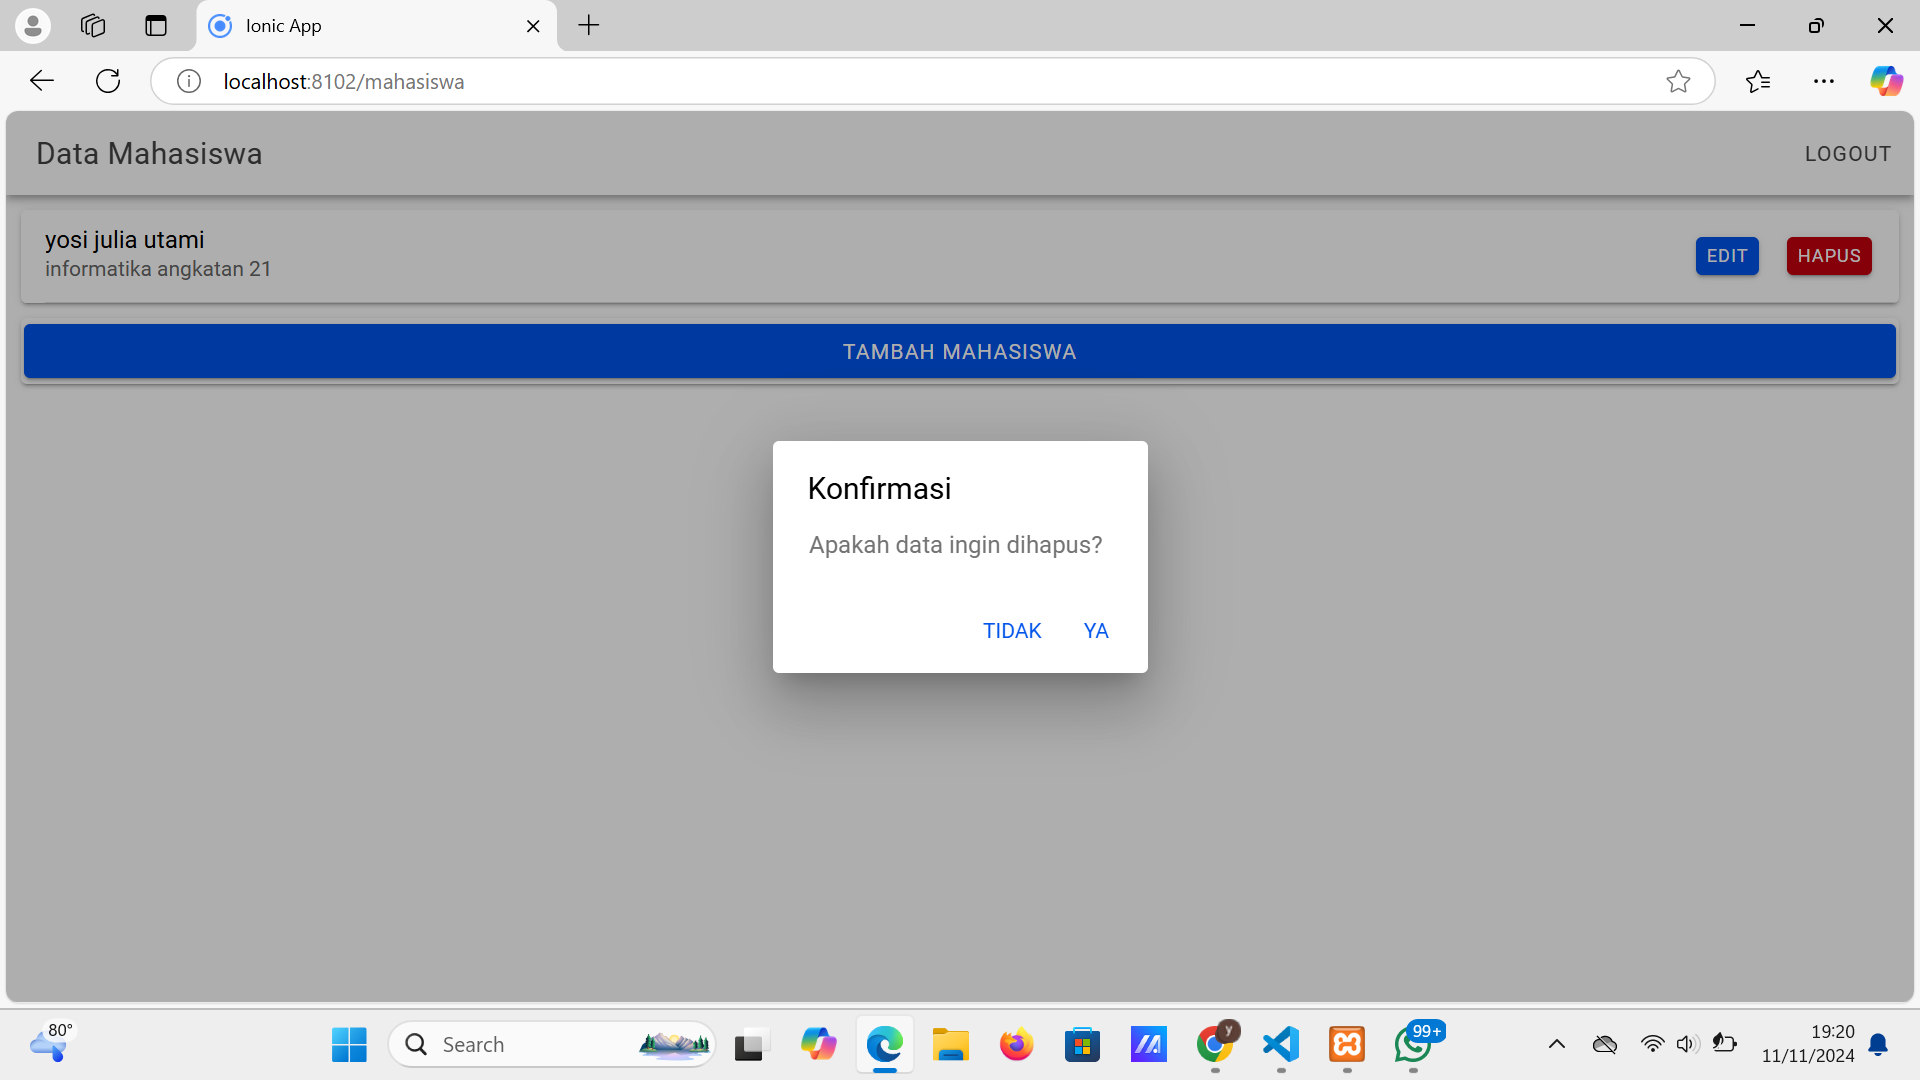 Ionic App
localhost:8102/mahasiswa
Data Mahasiswa
LOGOUT
yosi julia utami
informatika angkatan 21
EDIT
HAPUS
TAMBAH MAHASISWA
Konfirmasi
Apakah data ingin dihapus?
TIDAK
YA
80°
Search
y
99+
19:20
11/11/2024